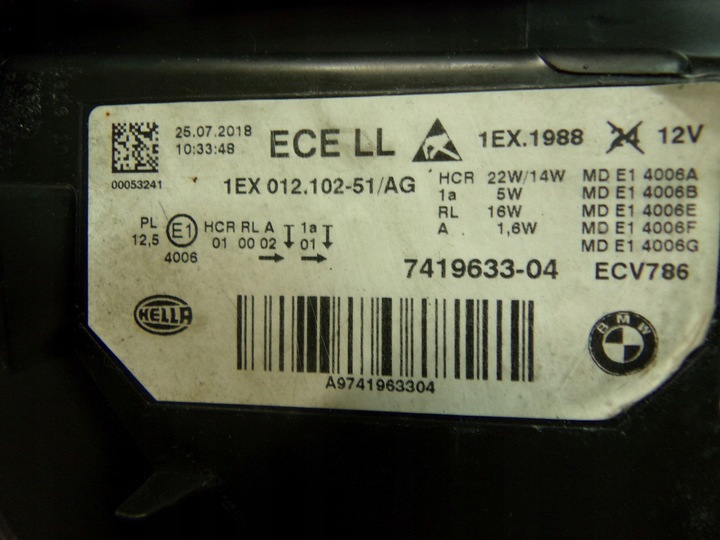 25.07.2018 ECE LL 1EX.1988 24 12V
10:33:48
00053241
1EX 012.102-51/AG
HCR 22W/14W MD E1 4006A
1a 5W MD E1 4006B
RL 16W MD E1 4006E
A 1,6W MD E1 4006F
MD E1 4006G
PL
12,5
E1
4006
HCR RL A 1a
01 00 02 01
7419633-04 ECV786
HELLA
A9741963304
BMW